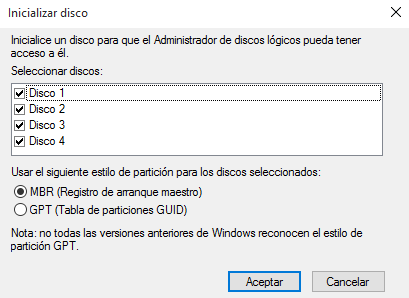 Inicializar disco
Inicialice un disco para que el Administrador de discos lógicos pueda tener
acceso a él.
Seleccionar discos:
Disco 1
Disco 2
Disco 3
Disco 4
Usar el siguiente estilo de partición para los discos seleccionados:
MBR (Registro de arranque maestro)
GPT (Tabla de particiones GUID)
Nota: no todas las versiones anteriores de Windows reconocen el estilo de
partición GPT.
Aceptar
Cancelar